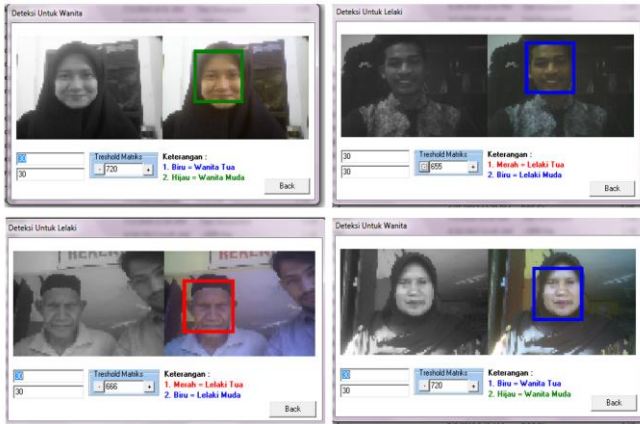 Deteksi Untuk Wanita
30
30
Treshold Matriks
- 720 +
Keterangan :
1. Biru = Wanita Tua
2. Hijau = Wanita Muda
Back
Deteksi Untuk Lelaki
30
30
Treshold Matriks
655 +
Keterangan :
1. Merah = Lelaki Tua
2. Biru = Lelaki Muda
Back
Deteksi Untuk Lelaki
30
30
Treshold Matriks
- 666 +
Keterangan :
1. Merah = Lelaki Tua
2. Biru = Lelaki Muda
Back
Deteksi Untuk Wanita
30
30
Treshold Matriks
- 720 +
Keterangan :
1. Biru = Wanita Tua
2. Hijau = Wanita Muda
Back